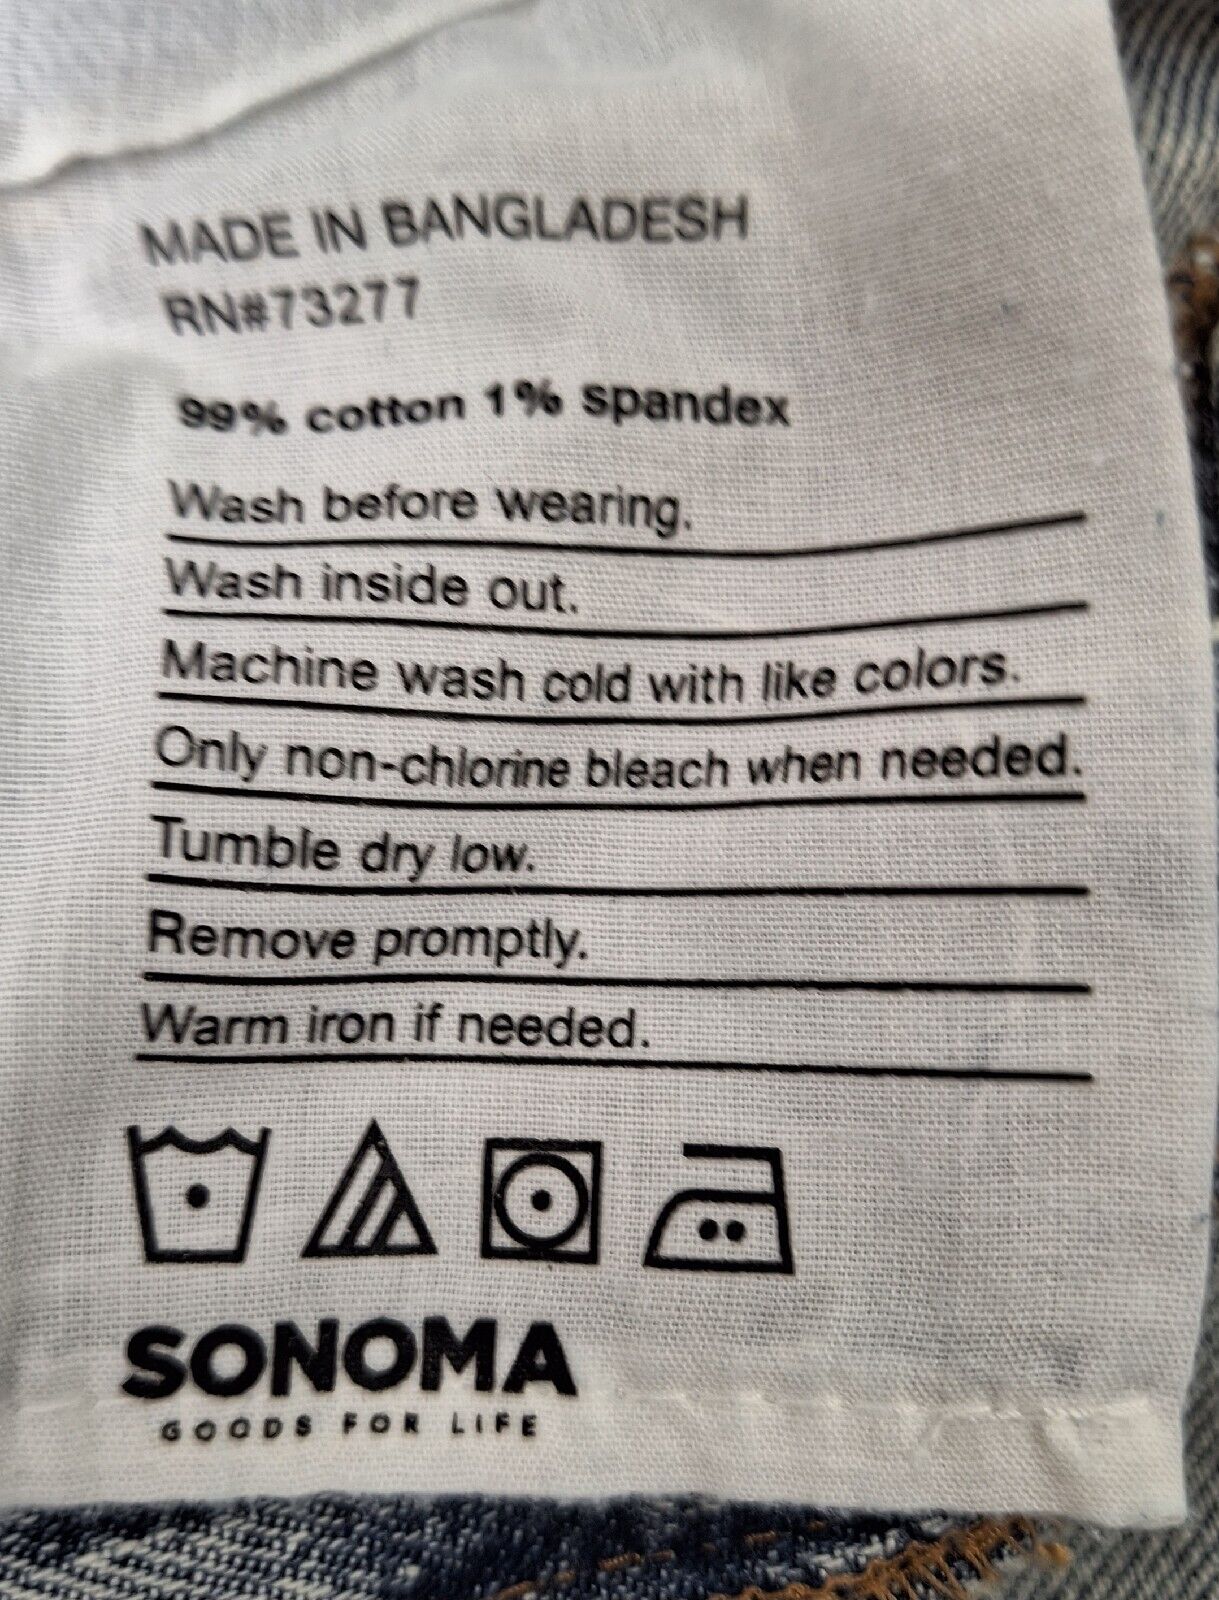 MADE IN BANGLADESH
RN#73277
99% cotton 1% spandex
Wash before wearing.
Wash inside out.
Machine wash cold with like colors.
Only non-chlorine bleach when needed.
Tumble dry low.
Remove promptly.
Warm iron if needed.
SONOMA
GOODS FOR LIFE